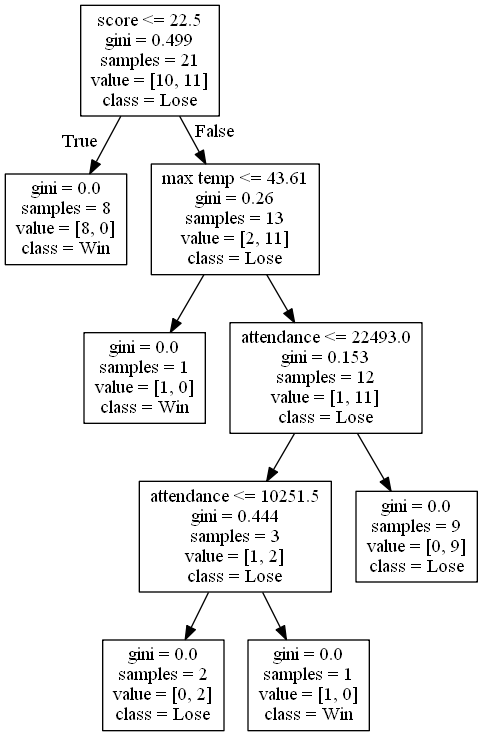 score <= 22.5
gini = 0.499
samples = 21
value = [10, 11]
class = Lose
True
False
gini = 0.0
samples = 8
value = [8, 0]
class = Win
max temp <= 43.61
gini = 0.26
samples = 13
value = [2, 11]
class = Lose
gini = 0.0
samples = 1
value = [1, 0]
class = Win
attendance <= 22493.0
gini = 0.153
samples = 12
value = [1, 11]
class = Lose
attendance <= 10251.5
gini = 0.444
samples = 3
value = [1, 2]
class = Lose
gini = 0.0
samples = 9
value = [0, 9]
class = Lose
gini = 0.0
samples = 2
value = [0, 2]
class = Lose
gini = 0.0
samples = 1
value = [1, 0]
class = Win